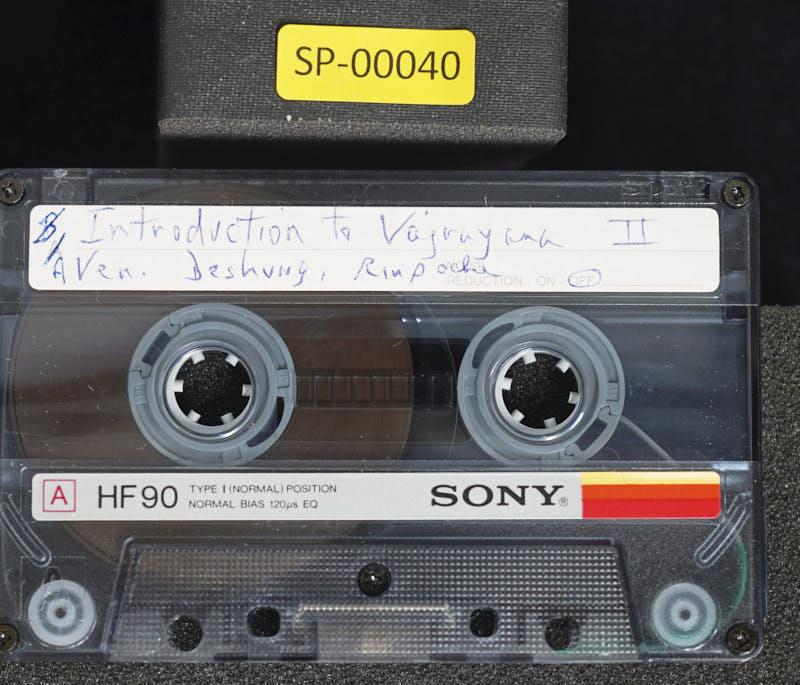 SP-00040
SONY
B/ Introduction to Vajrayana II
A Ven. Deshung, Rinpoche
REDUCTION · ON · OFF
A HF90 TYPE I (NORMAL) POSITION
NORMAL BIAS 120µs EQ
SONY®